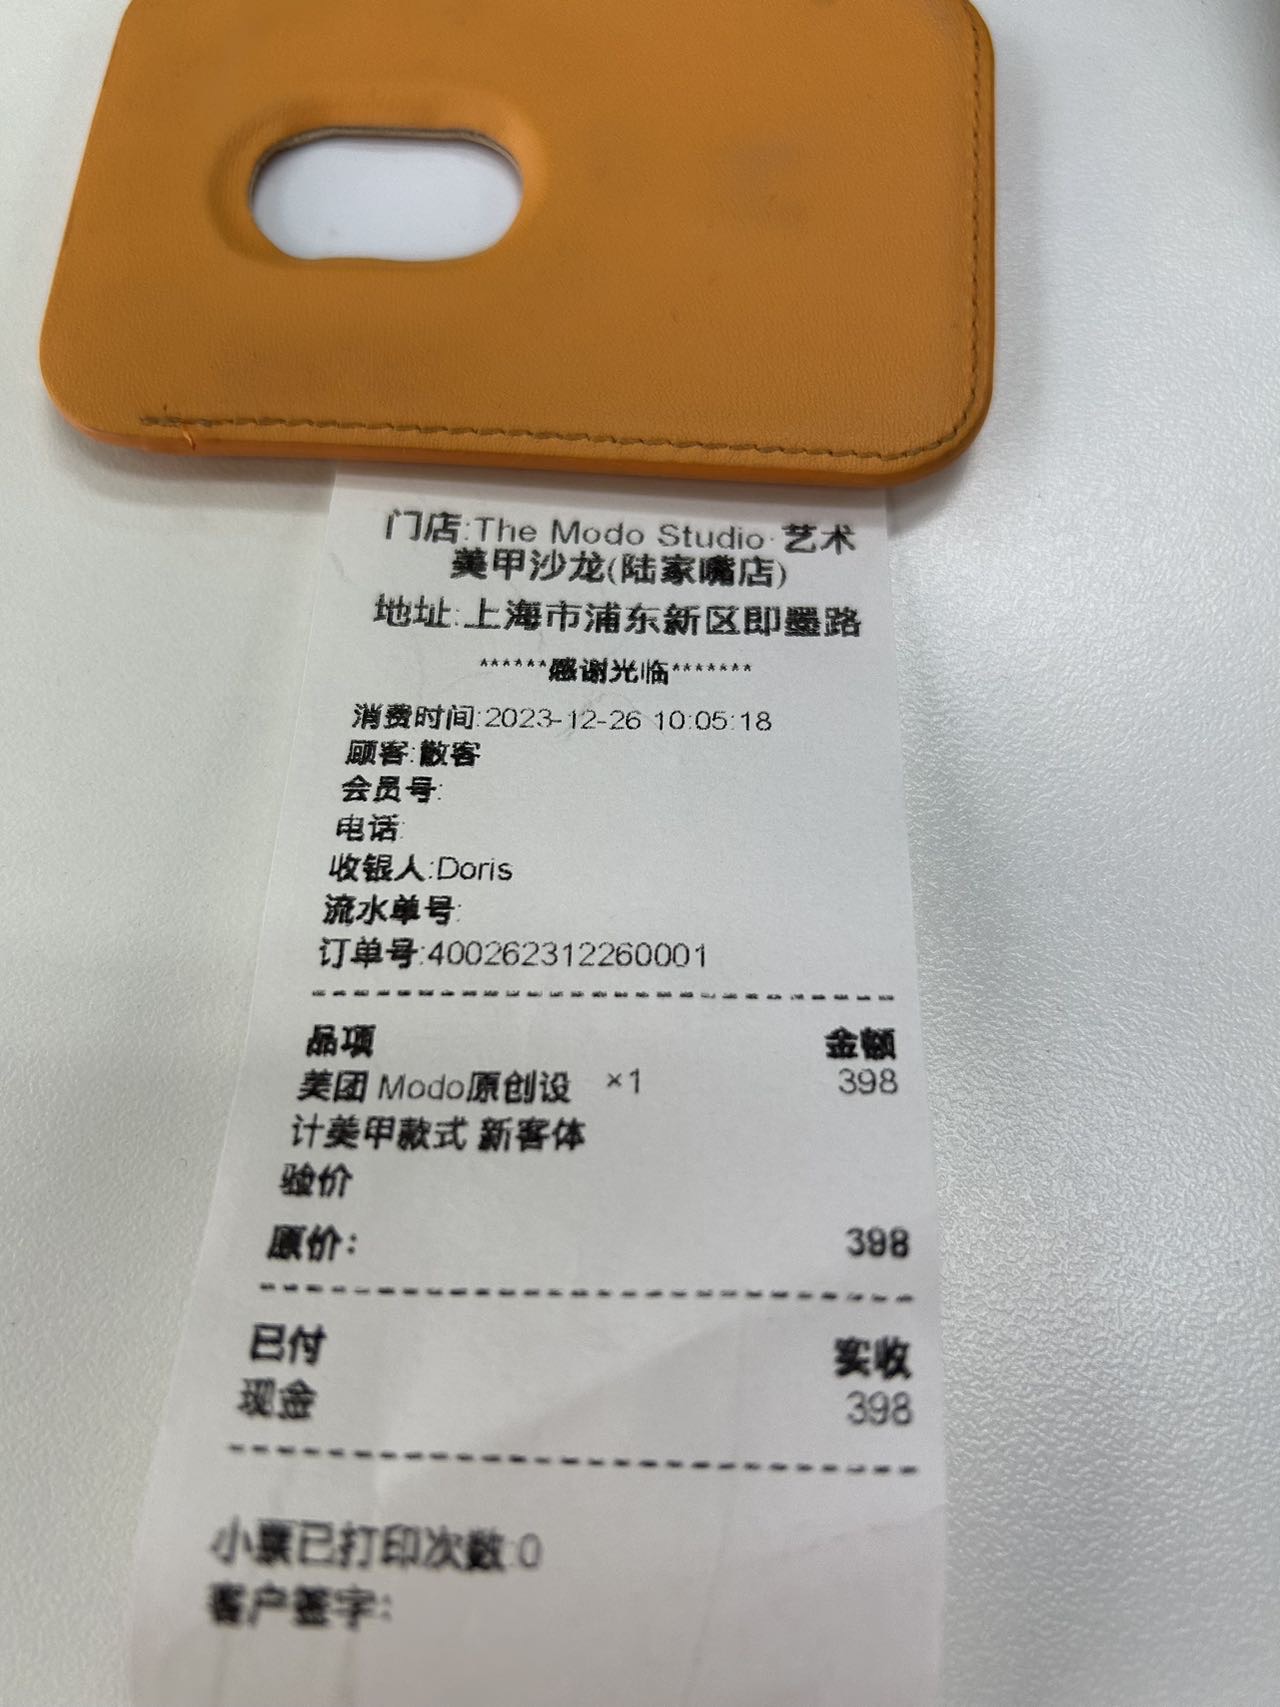 门店:The Modo Studio·艺术
美甲沙龙(陆家嘴店)
地址:上海市浦东新区即墨路
******感谢光临*******
消费时间:2023-12-26 10:05:18
顾客:散客
会员号:
电话:
收银人:Doris
流水单号:
订单号:400262312260001
品项 金额
美团 Modo原创设 ×1 398
计美甲款式 新客体
验价
原价: 398
已付 实收
现金 398
小票已打印次数:0
客户签字: